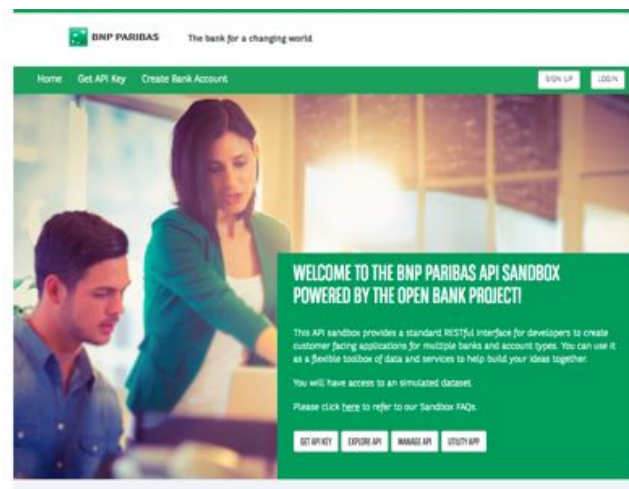 BNP PARIBAS
The bank for a changing world
Home Get API Key Create Bank Account
SIGN UP LOGIN
WELCOME TO THE BNP PARIBAS API SANDBOX
POWERED BY THE OPEN BANK PROJECT!
This API sandbox provides a standard RESTful interface for developers to create
customer facing applications for multiple banks and account types. You can use it
as a flexible toolbox of data and services to help build your ideas together.
You will have access to an simulated dataset.
Please click here to refer to our Sandbox FAQs.
GET API KEY EXPLORE API MANAGE API UTILITY APP